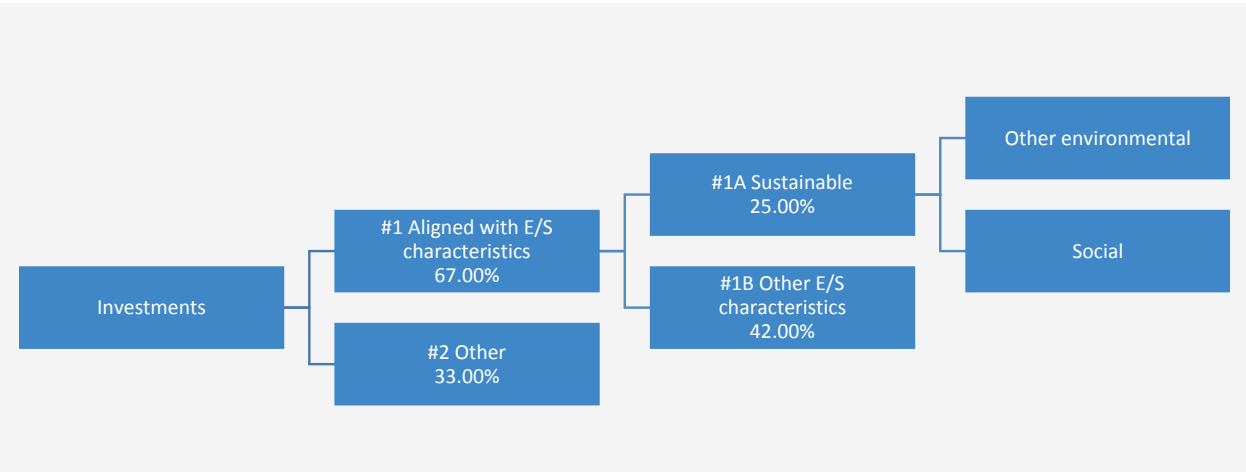 Investments
#1 Aligned with E/S
characteristics
67.00%
#2 Other
33.00%
#1A Sustainable
25.00%
#1B Other E/S
characteristics
42.00%
Other environmental
Social